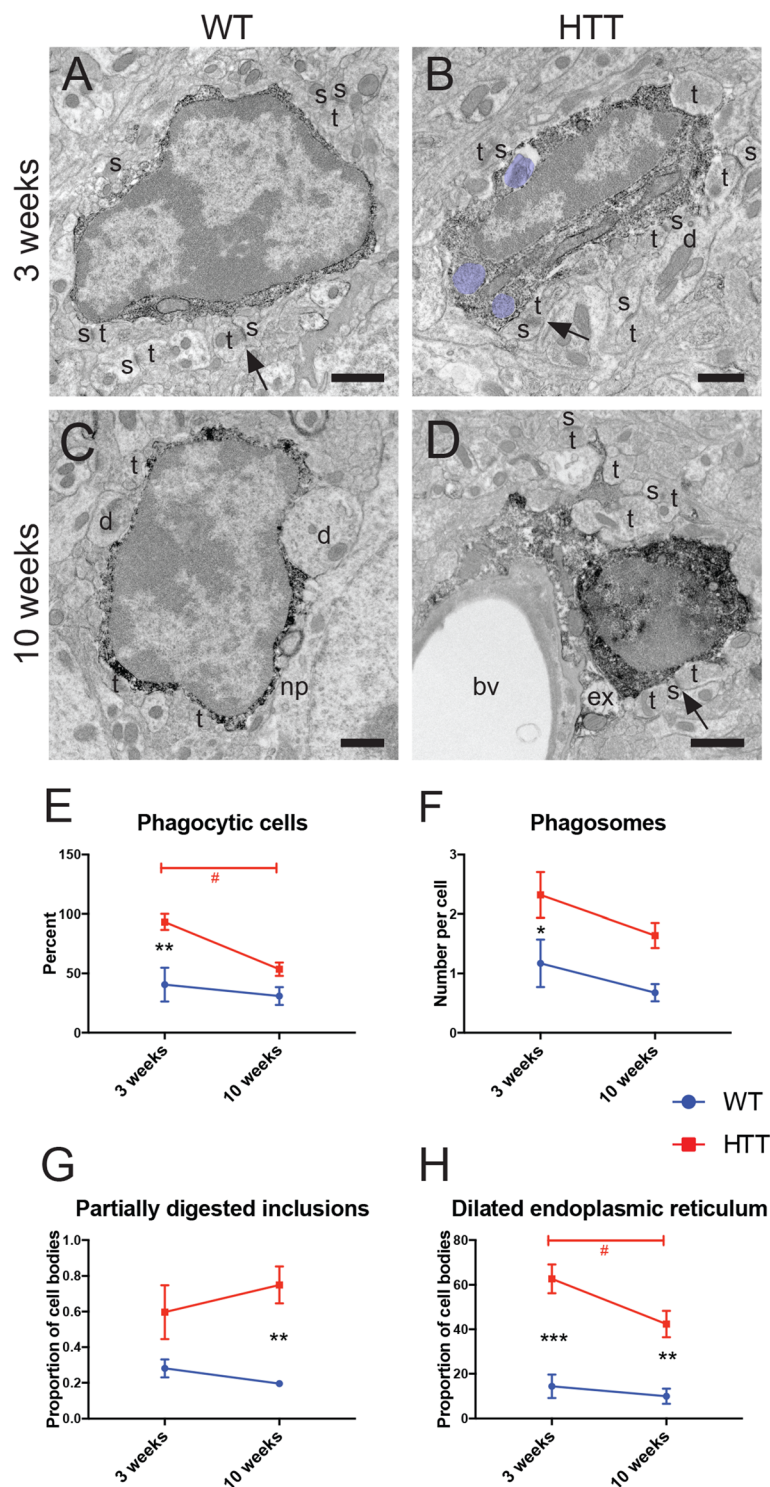 WT
HTT
3 weeks
A
s s
t
s
s t
t
s
t
s
B
t
t s
s
t
s
d
t
t
s
s
t
10 weeks
C
t
d
d
t
t
np
D
s
t
t
s t
t
bv
ex
t
s
t
E
Phagocytic cells
Percent
150
100
50
0
#
**
3 weeks
10 weeks
F
Phagosomes
Number per cell
3
2
1
0
*
3 weeks
10 weeks
WT
HTT
G
Partially digested inclusions
Proportion of cell bodies
1.0
0.8
0.6
0.4
0.2
0.0
**
3 weeks
10 weeks
H
Dilated endoplasmic reticulum
Proportion of cell bodies
80
60
40
20
0
#
***
**
3 weeks
10 weeks